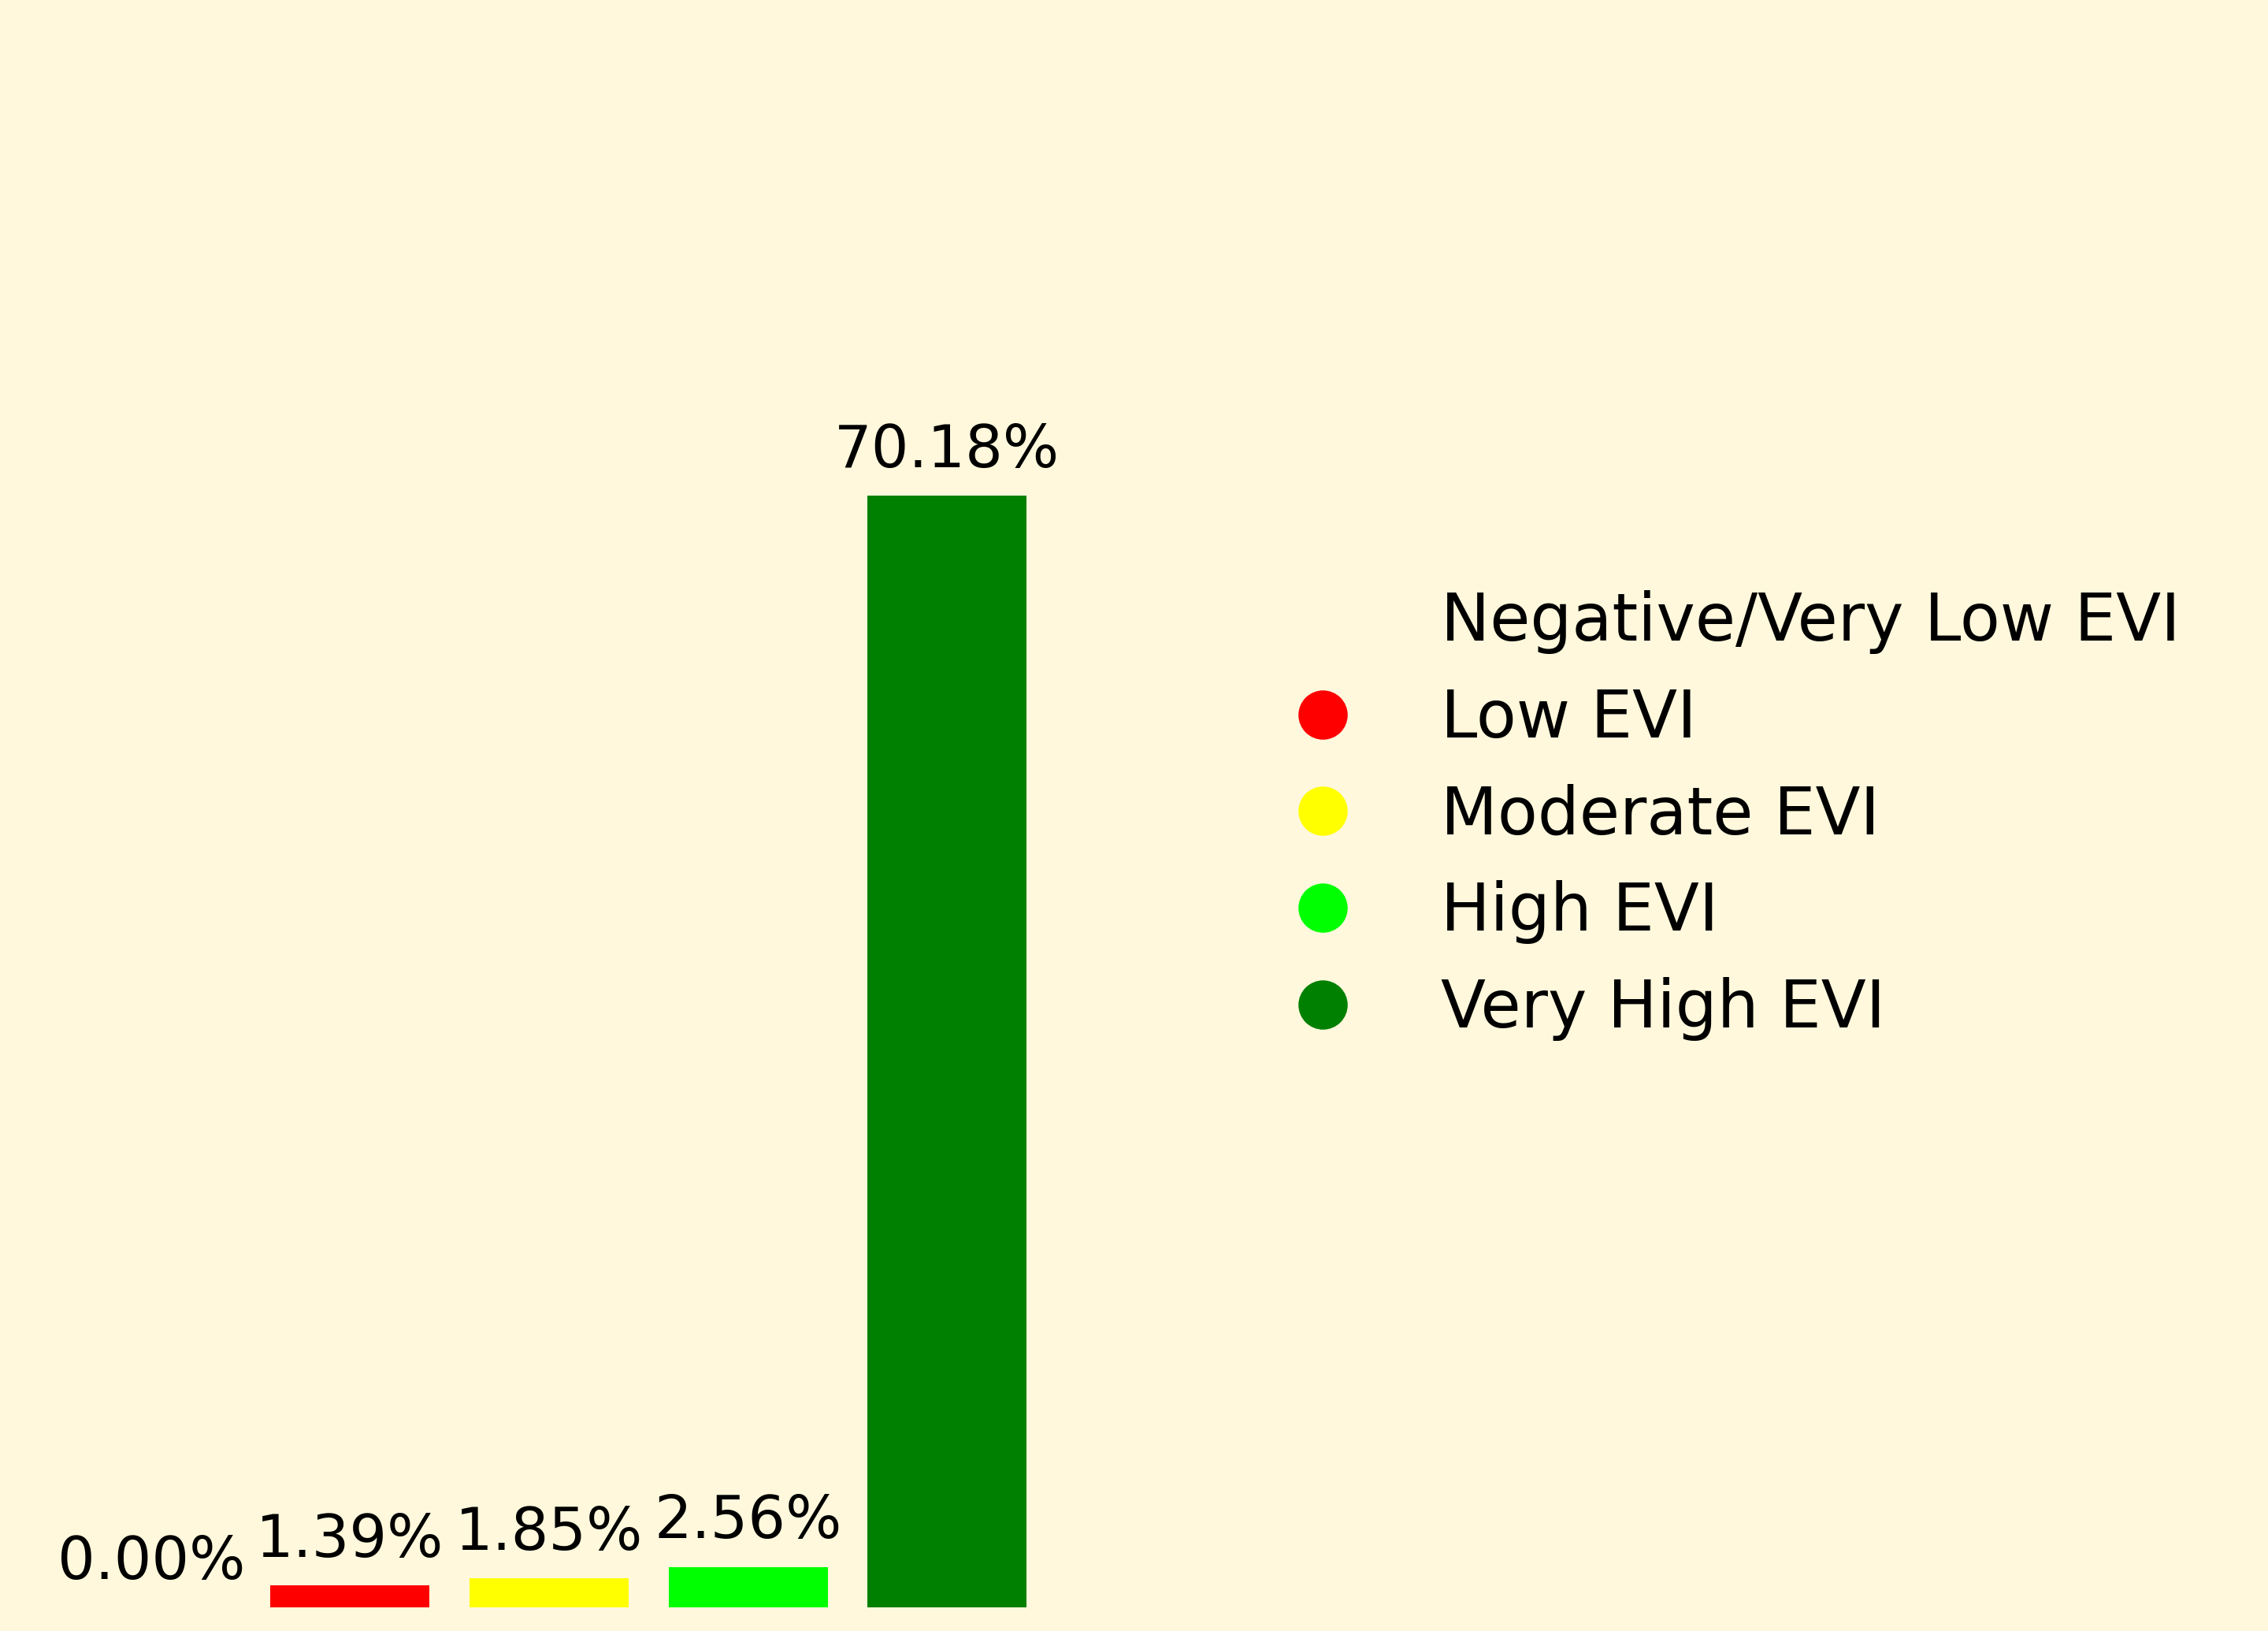 70.18%
Negative/Very Low EVI
Low EVI
Moderate EVI
High EVI
Very High EVI
0.00%
1.39%
1.85%
2.56%